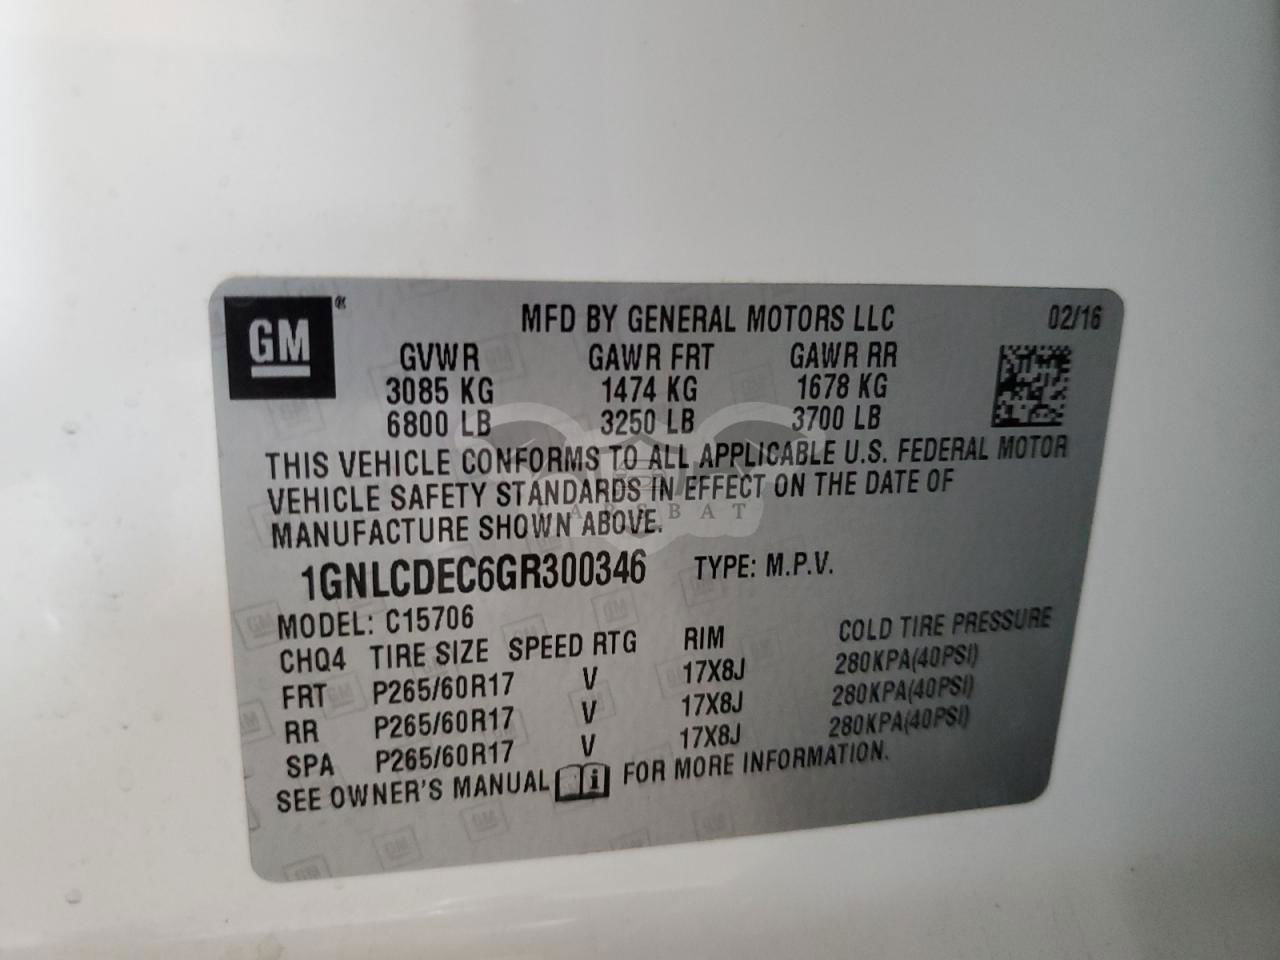 GM®
MFD BY GENERAL MOTORS LLC 02/16
GVWR GAWR FRT GAWR RR
3085 KG 1474 KG 1678 KG
6800 LB 3250 LB 3700 LB
THIS VEHICLE CONFORMS TO ALL APPLICABLE U.S. FEDERAL MOTOR
VEHICLE SAFETY STANDARDS IN EFFECT ON THE DATE OF
MANUFACTURE SHOWN ABOVE.
CARSBAT
1GNLCDEC6GR300346 TYPE: M.P.V.
MODEL: C15706
CHQ4 TIRE SIZE SPEED RTG RIM COLD TIRE PRESSURE
FRT P265/60R17 V 17X8J 280KPA(40PSI)
RR P265/60R17 V 17X8J 280KPA(40PSI)
SPA P265/60R17 V 17X8J 280KPA(40PSI)
SEE OWNER'S MANUAL i FOR MORE INFORMATION.